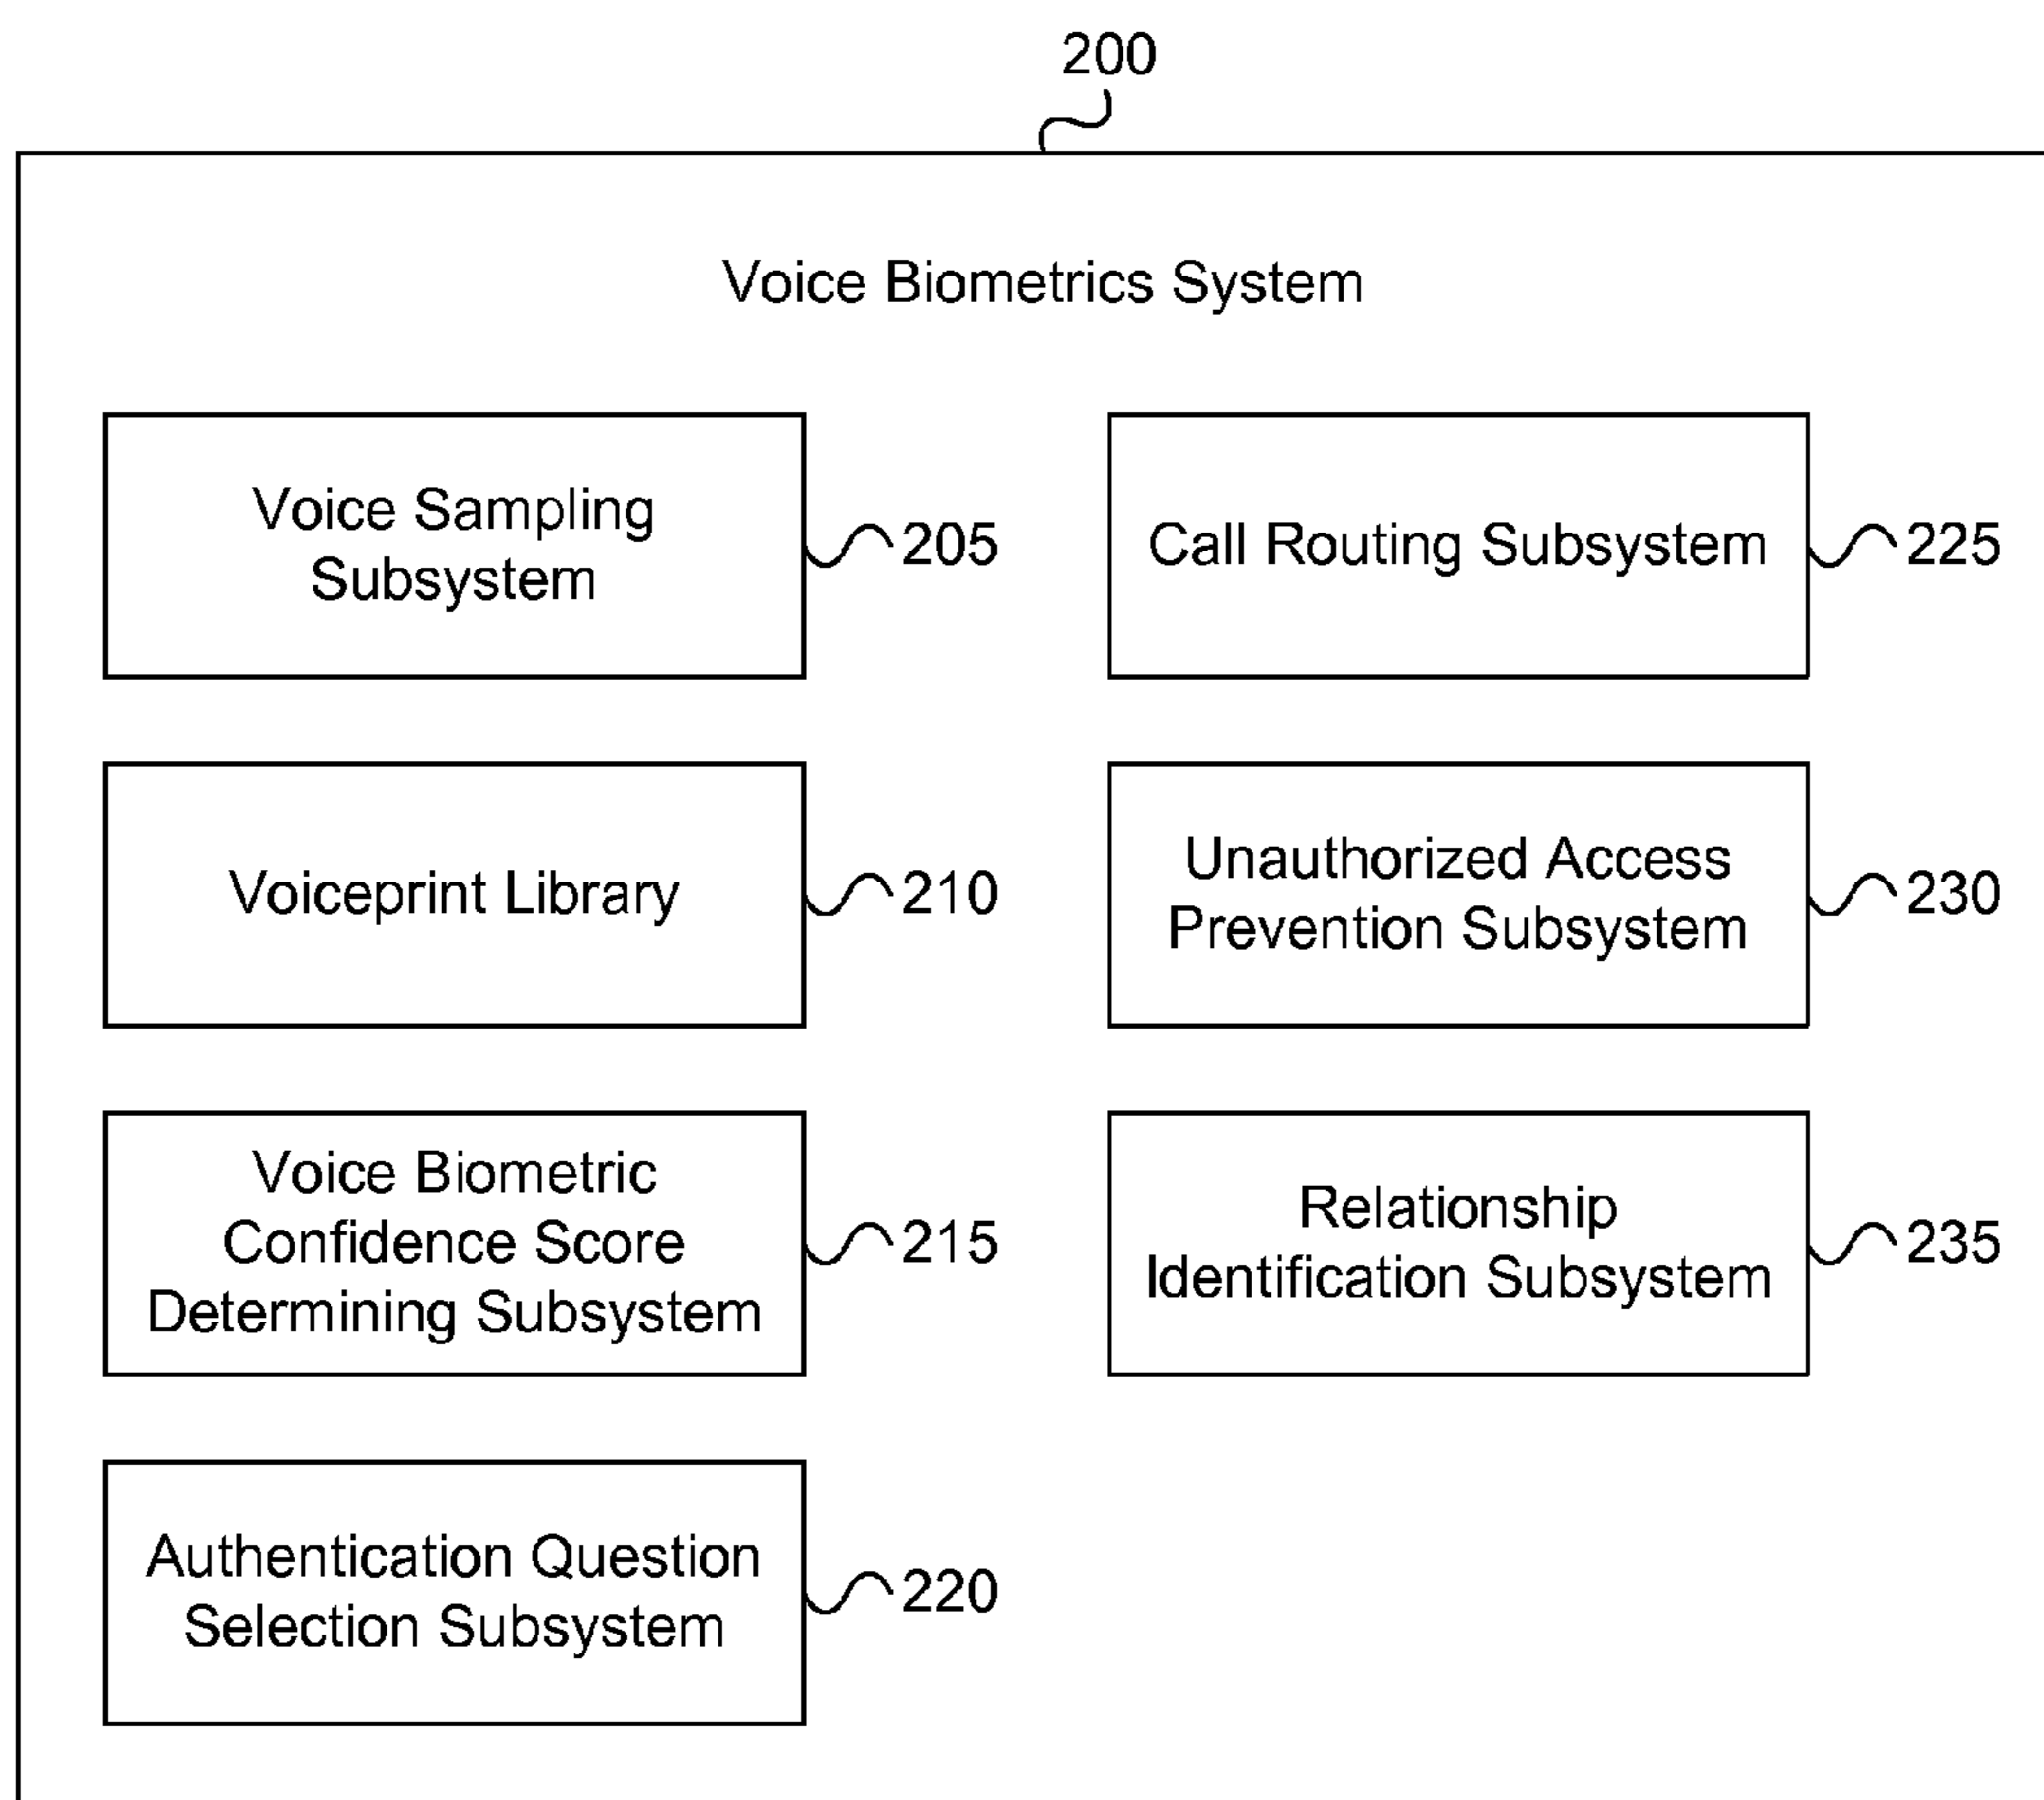 200
Voice Biometrics System
Voice Sampling
Subsystem
205
Voiceprint Library
210
Voice Biometric
Confidence Score
Determining Subsystem
215
Authentication Question
Selection Subsystem
220
Call Routing Subsystem
225
Unauthorized Access
Prevention Subsystem
230
Relationship
Identification Subsystem
235